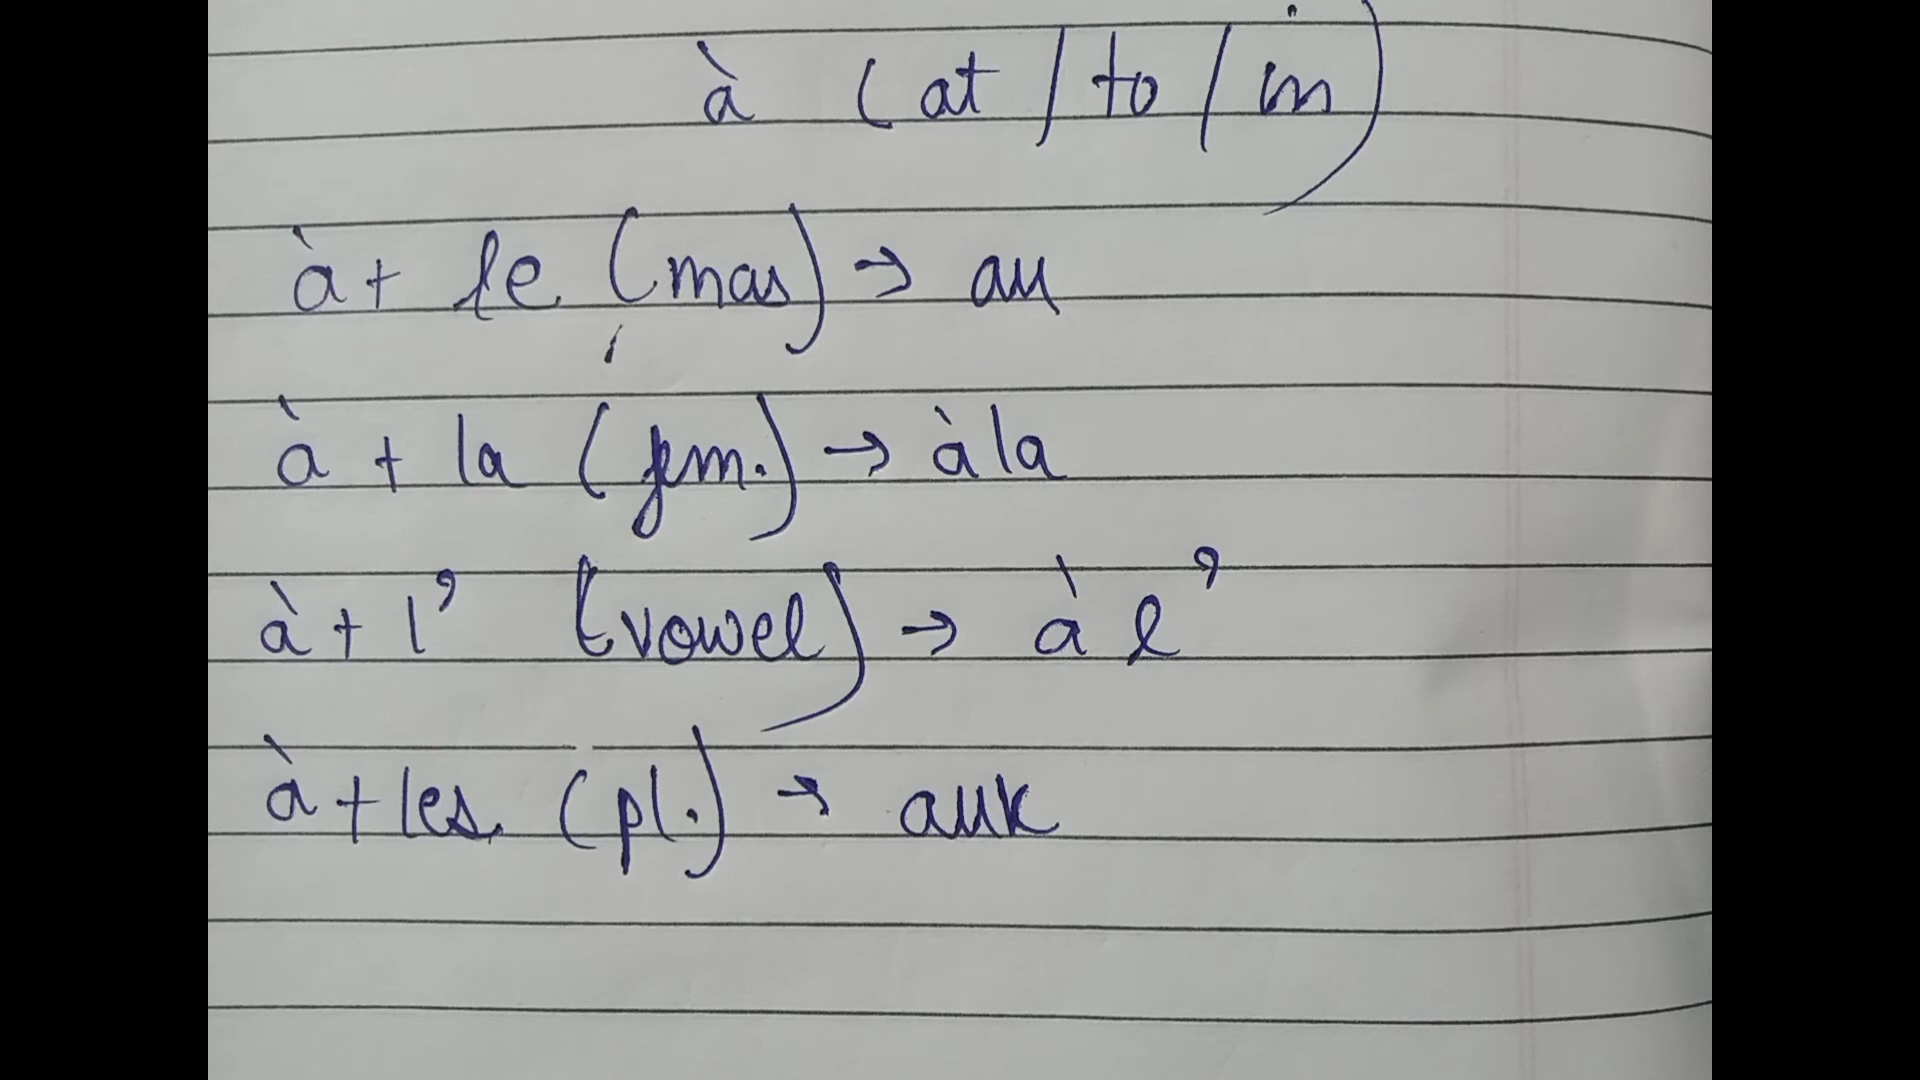 à (at / to / in)
à + le (mas) → au
à + la (fem.) → à la
à + l' (vowel) → à l'
à + les (pl.) → aux